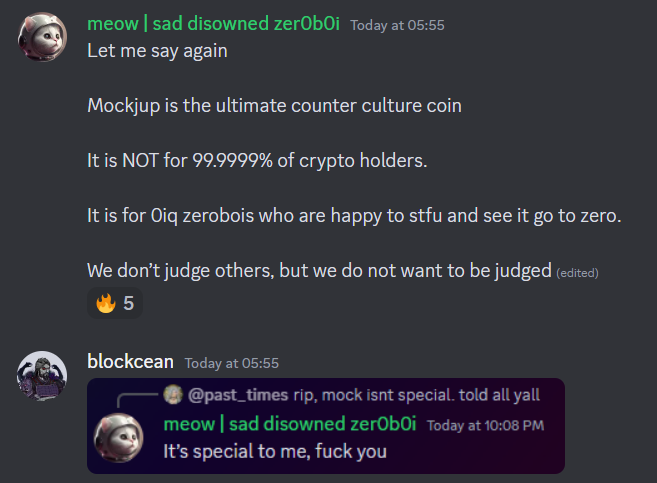 meow | sad disowned zer0b0i Today at 05:55
Let me say again
Mockjup is the ultimate counter culture coin
It is NOT for 99.9999% of crypto holders.
It is for 0iq zerobois who are happy to stfu and see it go to zero.
We don’t judge others, but we do not want to be judged (edited)
🔥 5
blockcean Today at 05:55
@past_times rip, mock isnt special. told all yall
meow | sad disowned zer0b0i Today at 10:08 PM
It’s special to me, fuck you